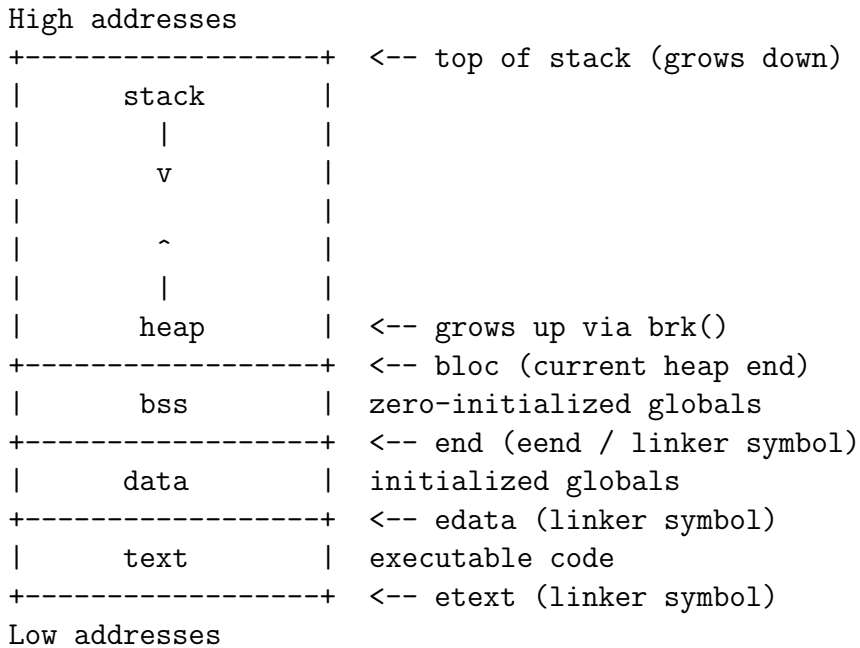 High addresses
+------------------+  <-- top of stack (grows down)
|      stack       |
|        |         |
|        v         |
|                  |
|        ^         |
|        |         |
|       heap       |  <-- grows up via brk()
+------------------+  <-- bloc (current heap end)
|       bss        |  zero-initialized globals
+------------------+  <-- end (eend / linker symbol)
|      data        |  initialized globals
+------------------+  <-- edata (linker symbol)
|      text        |  executable code
+------------------+  <-- etext (linker symbol)
Low addresses